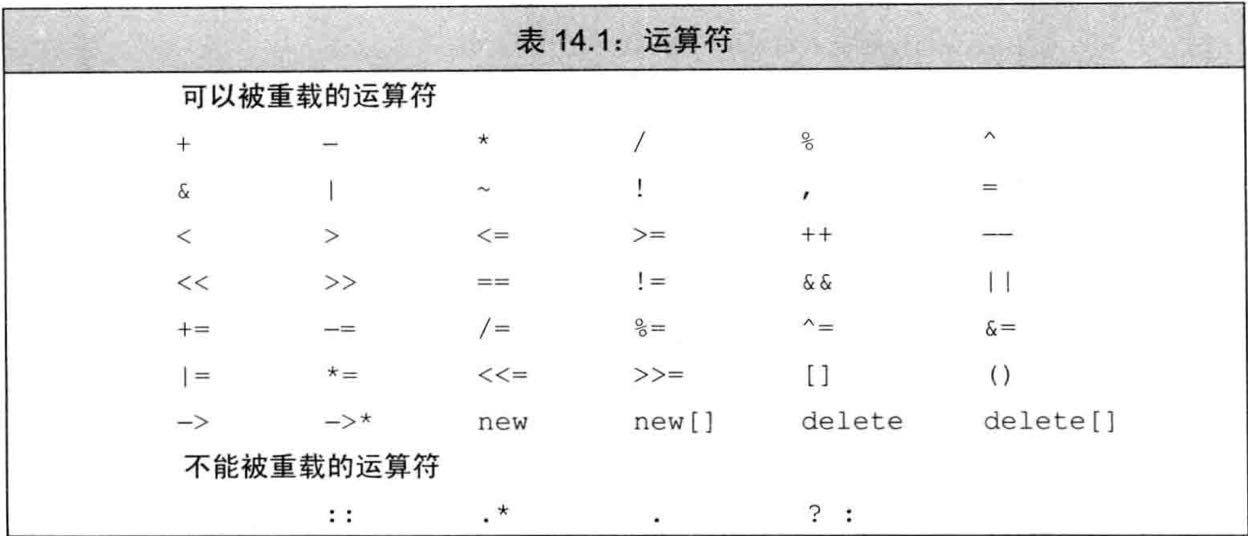 表 14.1：运算符
可以被重载的运算符
+ – * / % ^
& | ~ ! , =
< > <= >= ++ ––
<< >> == != && ||
+= –= /= %= ^= &=
|= *= <<= >>= [] ()
–> –>* new new[] delete delete[]
不能被重载的运算符
:: .* . ? :